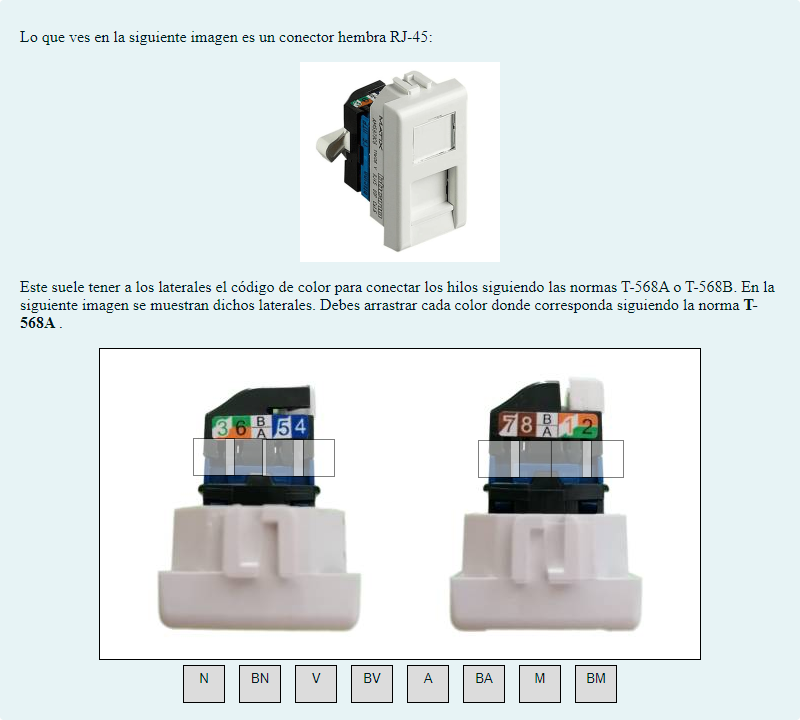 Lo que ves en la siguiente imagen es un conector hembra RJ-45:
Este suele tener a los laterales el código de color para conectar los hilos siguiendo las normas T-568A o T-568B. En la
siguiente imagen se muestran dichos laterales. Debes arrastrar cada color donde corresponda siguiendo la norma T-
568A .
3 6 B A 5 4
7 8 B A 1 2
N BN V BV A BA M BM